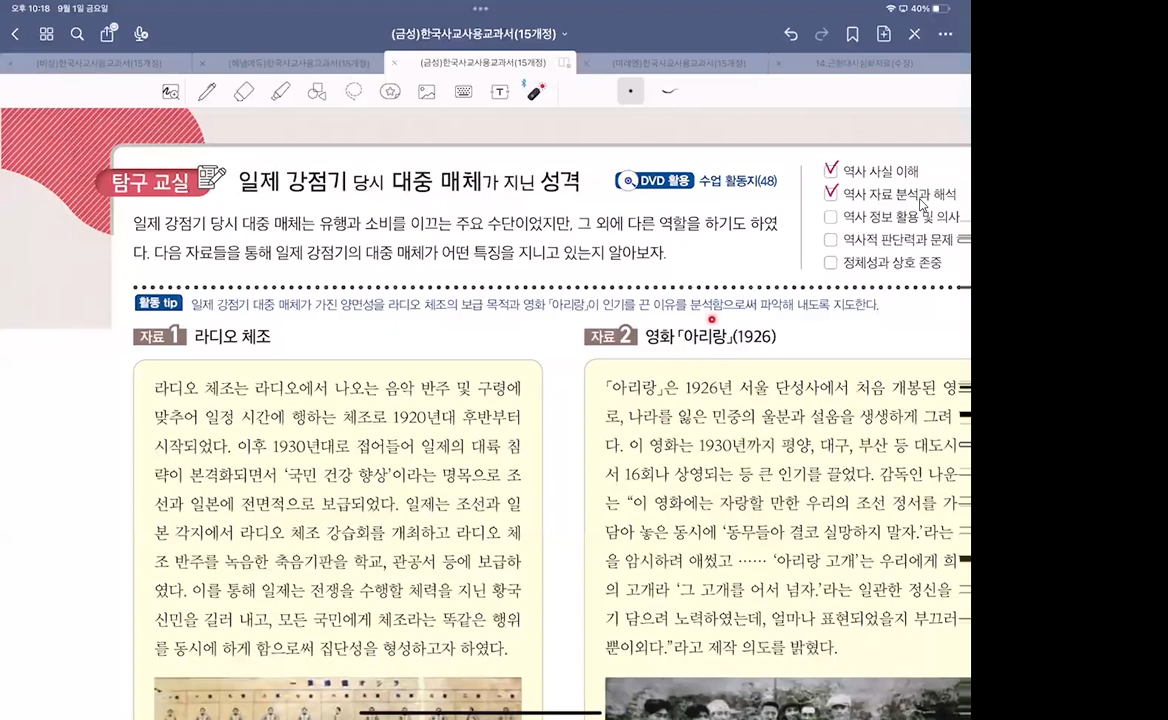 오후 10:18 9월 1일 금요일
40%
(금성)한국사교사용교과서(15개정)
(비상)한국사교사용교과서(15개정)
(해냄에듀)한국사교사용교과서(15개정)
(금성)한국사교사용교과서(15개정)
(미래엔)한국사교사용교과서(15개정)
14.근현대사심화자료(수정)
탐구 교실
일제 강점기 당시 대중 매체가 지닌 성격
DVD 활용 수업 활동지(48)
역사 사실 이해
역사 자료 분석과 해석
역사 정보 활용 및 의사
역사적 판단력과 문제
정체성과 상호 존중
일제 강점기 당시 대중 매체는 유행과 소비를 이끄는 주요 수단이었지만, 그 외에 다른 역할을 하기도 하였
다. 다음 자료들을 통해 일제 강점기의 대중 매체가 어떤 특징을 지니고 있는지 알아보자.
활동 tip 일제 강점기 대중 매체가 가진 양면성을 라디오 체조의 보급 목적과 영화 「아리랑」이 인기를 끈 이유를 분석함으로써 파악해 내도록 지도한다.
자료 1 라디오 체조
라디오 체조는 라디오에서 나오는 음악 반주 및 구령에
맞추어 일정 시간에 행하는 체조로 1920년대 후반부터
시작되었다. 이후 1930년대로 접어들어 일제의 대륙 침
략이 본격화되면서 ‘국민 건강 향상’이라는 명목으로 조
선과 일본에 전면적으로 보급되었다. 일제는 조선과 일
본 각지에서 라디오 체조 강습회를 개최하고 라디오 체
조 반주를 녹음한 축음기판을 학교, 관공서 등에 보급하
였다. 이를 통해 일제는 전쟁을 수행할 체력을 지닌 황국
신민을 길러 내고, 모든 국민에게 체조라는 똑같은 행위
를 동시에 하게 함으로써 집단성을 형성하고자 하였다.
자료 2 영화 「아리랑」(1926)
「아리랑」은 1926년 서울 단성사에서 처음 개봉된 영
로, 나라를 잃은 민중의 울분과 설움을 생생하게 그려
다. 이 영화는 1930년까지 평양, 대구, 부산 등 대도시
서 16회나 상영되는 등 큰 인기를 끌었다. 감독인 나운
는 “이 영화에는 자랑할 만한 우리의 조선 정서를 가
담아 놓은 동시에 ‘동무들아 결코 실망하지 말자.’라는
을 암시하려 애썼고 …… ‘아리랑 고개’는 우리에게 희
의 고개라 ‘그 고개를 어서 넘자.’라는 일관한 정신을
기 담으려 노력하였는데, 얼마나 표현되었을지 부끄러
뿐이외다.”라고 제작 의도를 밝혔다.